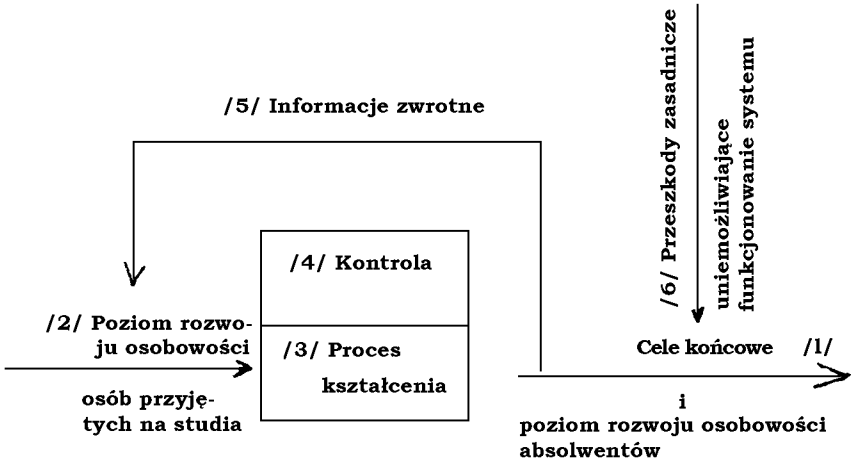 /5/ Informacje zwrotne
/6/ Przeszkody zasadnicze
uniemożliwiające
funkcjonowanie systemu
/4/ Kontrola
/2/ Poziom rozwo-
ju osobowości
osób przyję-
tych na studia
/3/ Proces
kształcenia
Cele końcowe /1/
i
poziom rozwoju osobowości
absolwentów